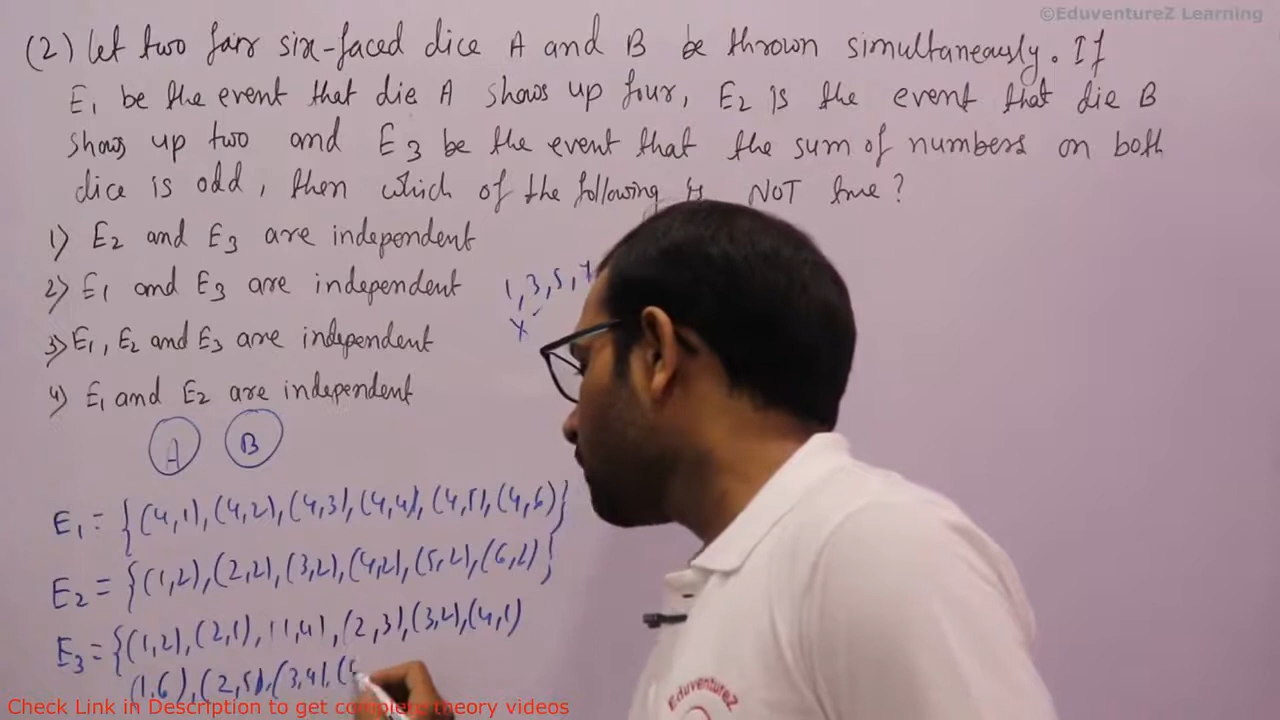 ©EduventureZ Learning
(2) Let two fair six-faced dice A and B be thrown simultaneously. If
E1 be the event that die A shows up four, E2 is the event that die B
shows up two and E3 be the event that the sum of numbers on both
dice is odd, then which of the following is NOT true?
1) E2 and E3 are independent
2) E1 and E3 are independent
1, 3, 5, 7
3) E1, E2 and E3 are independent
x
4) E1 and E2 are independent
A B
E1 = {(4,1), (4,2), (4,3), (4,4), (4,5), (4,6)}
E2 = {(1,2), (2,2), (3,2), (4,2), (5,2), (6,2)}
E3 = {(1,2), (2,1), (1,4), (2,3), (3,2), (4,1)
(1,6), (2,5), (3,4), (
EduventureZ
Check Link in Description to get complete theory videos